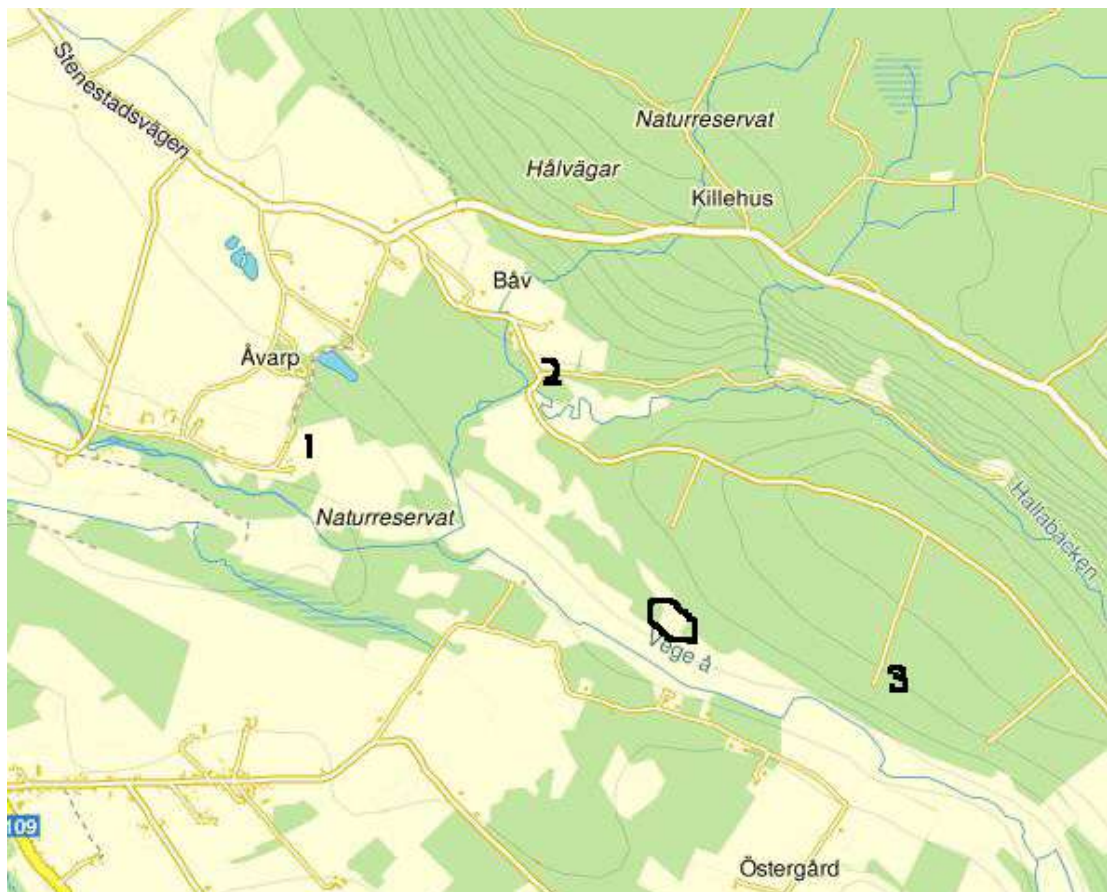 Stenestadsvägen
Naturreservat
Hålvägar
Killehus
Båv
Åvarp
2
1
Naturreservat
Hallabäcken
Vege å
3
109
Östergård